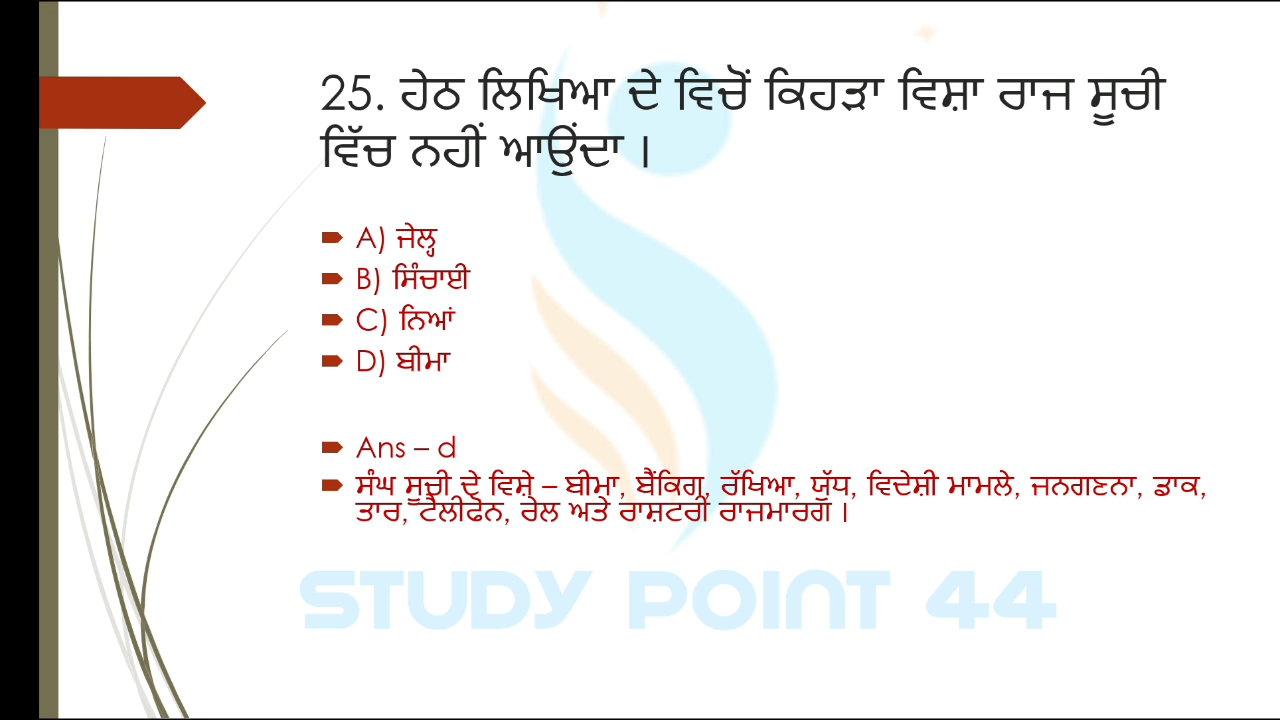 25. ਹੇਠ ਲਿਖਿਆ ਦੇ ਵਿਚੋਂ ਕਿਹੜਾ ਵਿਸ਼ਾ ਰਾਜ ਸੂਚੀ
ਵਿੱਚ ਨਹੀਂ ਆਉਂਦਾ ।
A) ਜੇਲ੍ਹ
B) ਸਿੰਚਾਈ
C) ਨਿਆਂ
D) ਬੀਮਾ
Ans – d
ਸੰਘ ਸੂਚੀ ਦੇ ਵਿਸ਼ੇ – ਬੀਮਾ, ਬੈਂਕਿਗ, ਰੱਖਿਆ, ਯੁੱਧ, ਵਿਦੇਸ਼ੀ ਮਾਮਲੇ, ਜਨਗਣਨਾ, ਡਾਕ,
ਤਾਰ, ਟੈਲੀਫੋਨ, ਰੇਲ ਅਤੇ ਰਾਸ਼ਟਰੀ ਰਾਜਮਾਰਗ ।
STUDY POINT 44